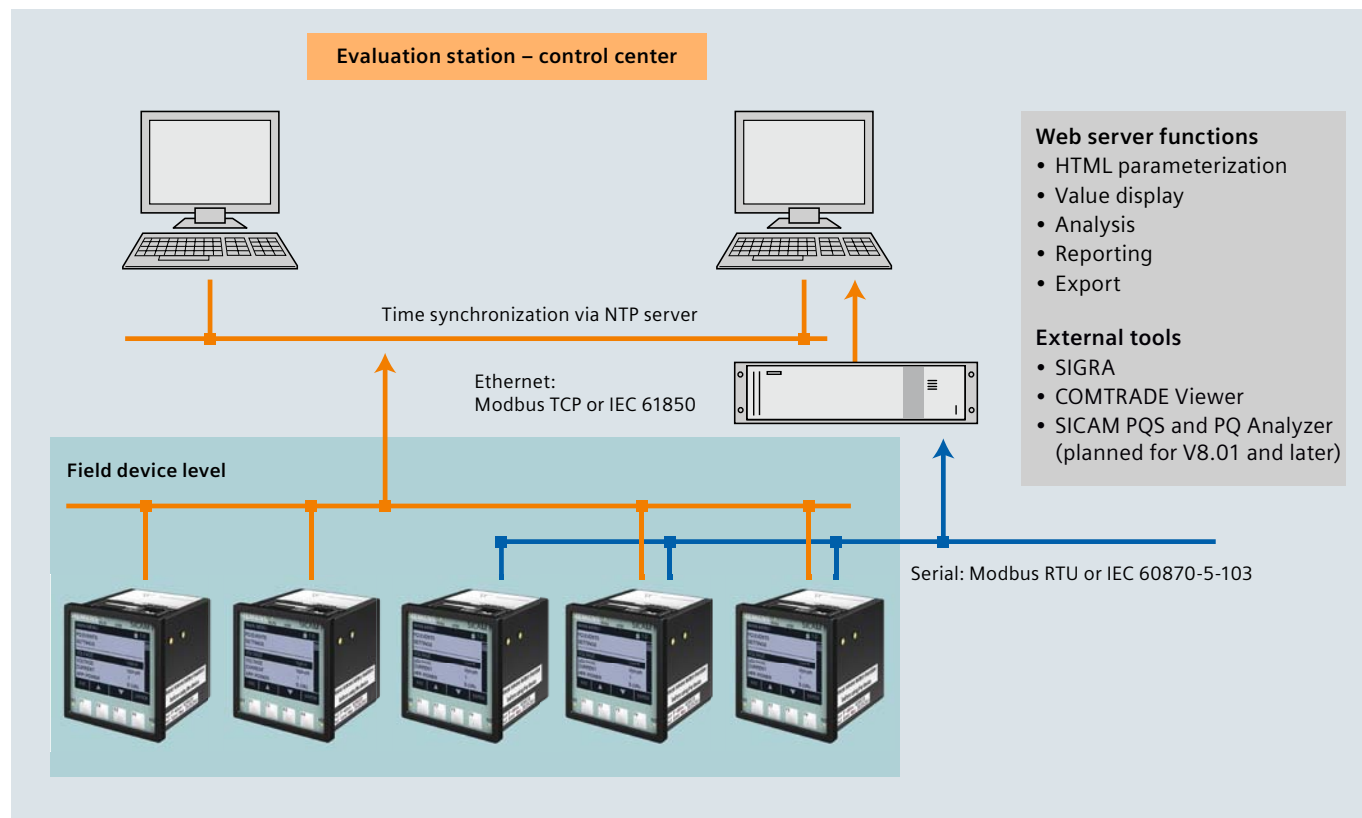 Evaluation station – control center
Web server functions
• HTML parameterization
• Value display
• Analysis
• Reporting
• Export
External tools
• SIGRA
• COMTRADE Viewer
• SICAM PQS and PQ Analyzer
(planned for V8.01 and later)
Time synchronization via NTP server
Ethernet:
Modbus TCP or IEC 61850
Field device level
Serial: Modbus RTU or IEC 60870-5-103